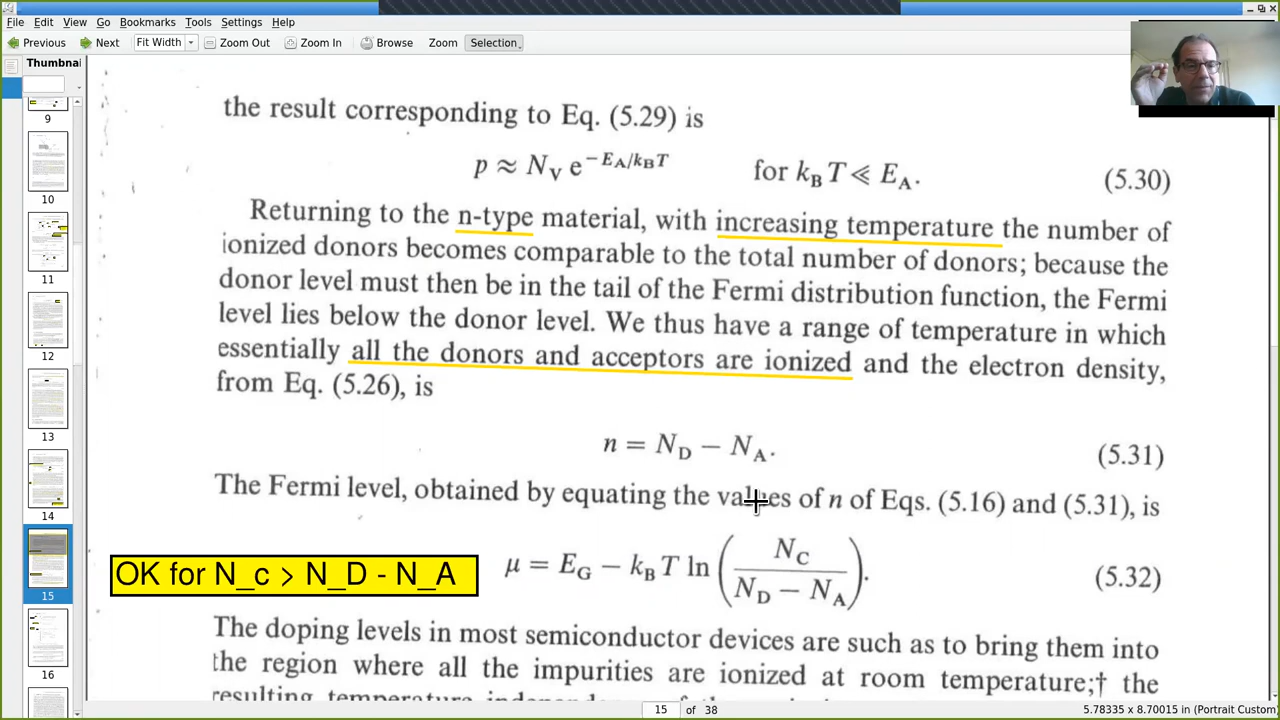 File Edit View Go Bookmarks Tools Settings Help
Previous Next Fit Width Zoom Out Zoom In Browse Zoom Selection
Thumbnai
9
10
11
12
13
14
15
16
the result corresponding to Eq. (5.29) is
p ≈ N_V e^{−E_A/k_BT} for k_B T ⪡ E_A. (5.30)
Returning to the n-type material, with increasing temperature the number of
ionized donors becomes comparable to the total number of donors; because the
donor level must then be in the tail of the Fermi distribution function, the Fermi
level lies below the donor level. We thus have a range of temperature in which
essentially all the donors and acceptors are ionized and the electron density,
from Eq. (5.26), is
n = N_D − N_A. (5.31)
The Fermi level, obtained by equating the values of n of Eqs. (5.16) and (5.31), is
OK for N_c > N_D - N_A
μ = E_G − k_B T ln (N_C / (N_D − N_A)). (5.32)
The doping levels in most semiconductor devices are such as to bring them into
the region where all the impurities are ionized at room temperature;† the
15 of 38 5.78335 x 8.70015 in (Portrait Custom